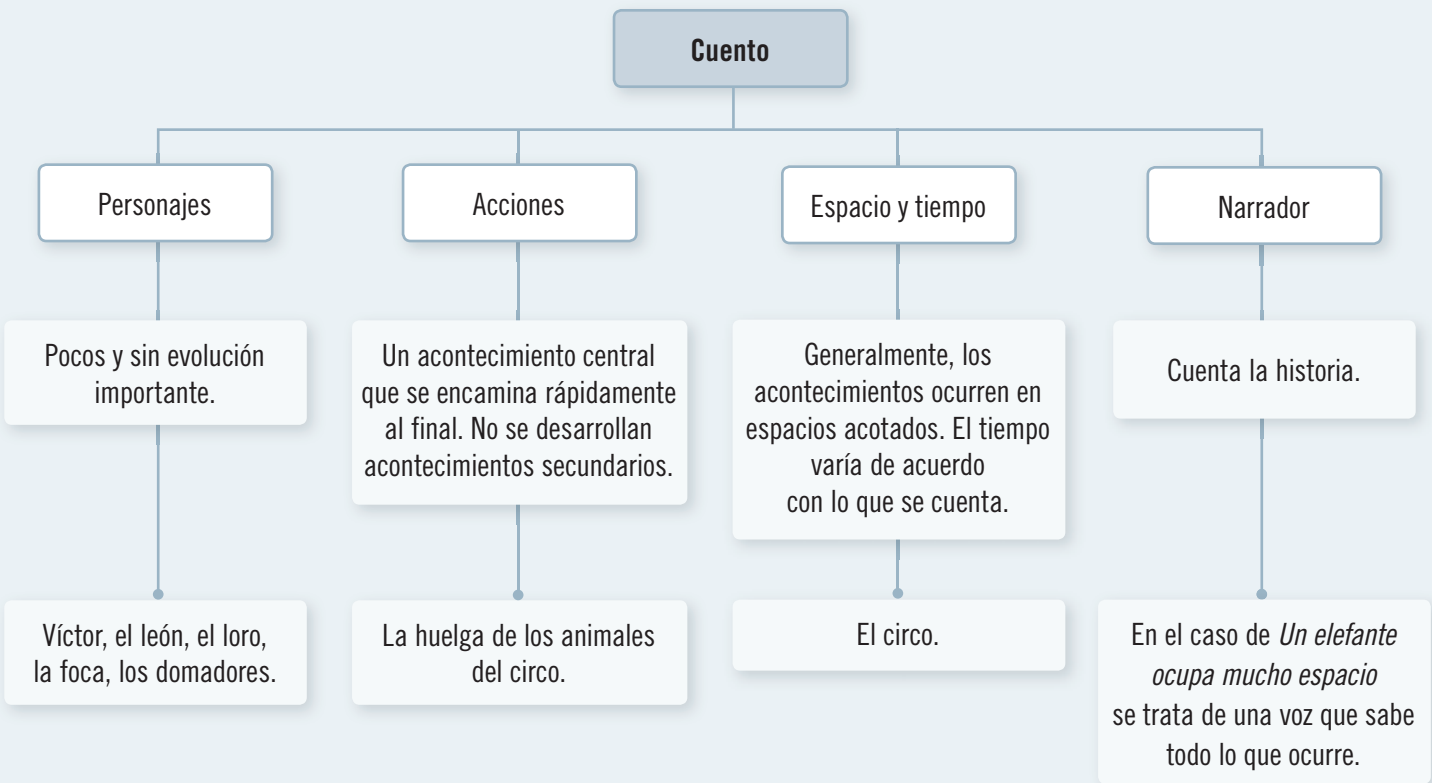 Cuento
Personajes
Acciones
Espacio y tiempo
Narrador
Pocos y sin evolución
importante.
Un acontecimiento central
que se encamina rápidamente
al final. No se desarrollan
acontecimientos secundarios.
Generalmente, los
acontecimientos ocurren en
espacios acotados. El tiempo
varía de acuerdo
con lo que se cuenta.
Cuenta la historia.
Víctor, el león, el loro,
la foca, los domadores.
La huelga de los animales
del circo.
El circo.
En el caso de Un elefante
ocupa mucho espacio
se trata de una voz que sabe
todo lo que ocurre.